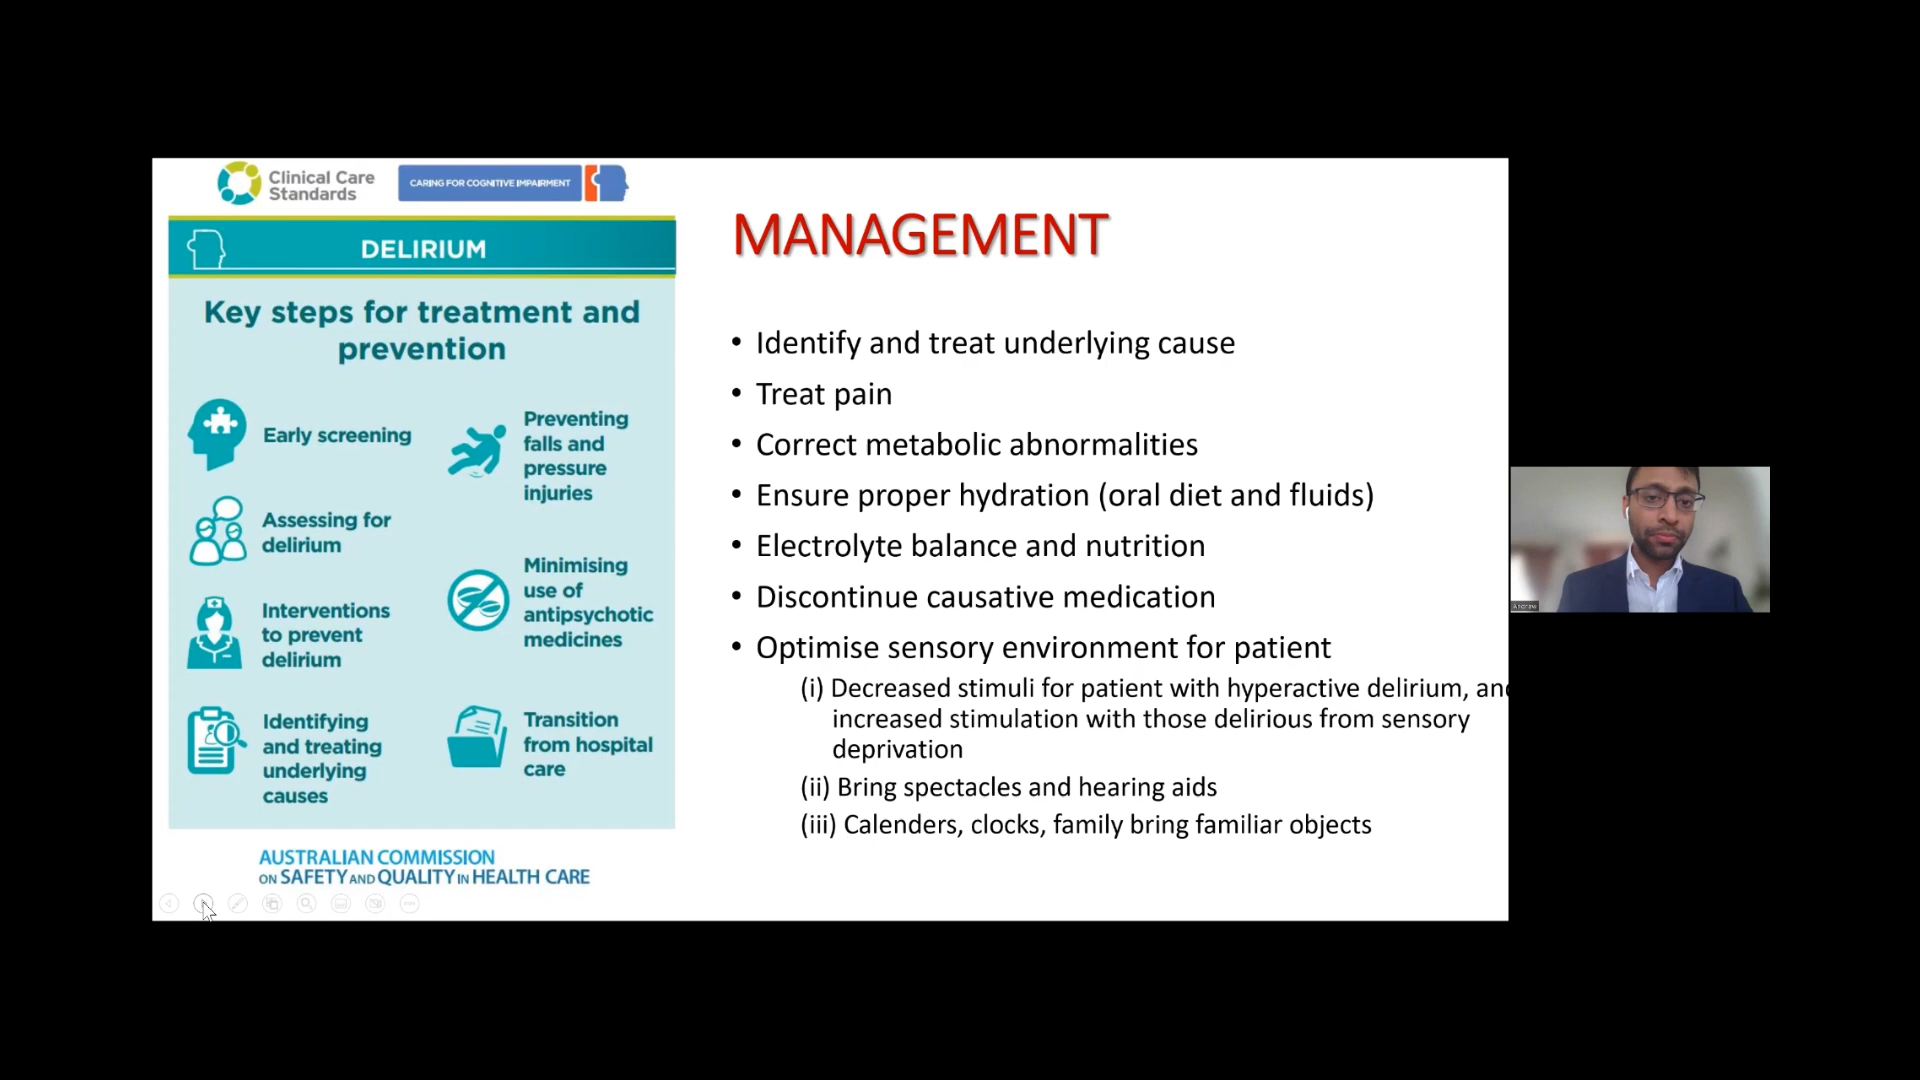 Clinical Care
Standards
CARING FOR COGNITIVE IMPAIRMENT
DELIRIUM
Key steps for treatment and
prevention
Early screening
Assessing for
delirium
Interventions
to prevent
delirium
Identifying
and treating
underlying
causes
Preventing
falls and
pressure
injuries
Minimising
use of
antipsychotic
medicines
Transition
from hospital
care
AUSTRALIAN COMMISSION
ON SAFETY AND QUALITY IN HEALTH CARE
MANAGEMENT
• Identify and treat underlying cause
• Treat pain
• Correct metabolic abnormalities
• Ensure proper hydration (oral diet and fluids)
• Electrolyte balance and nutrition
• Discontinue causative medication
• Optimise sensory environment for patient
(i) Decreased stimuli for patient with hyperactive delirium, and
increased stimulation with those delirious from sensory
deprivation
(ii) Bring spectacles and hearing aids
(iii) Calenders, clocks, family bring familiar objects
Andrew